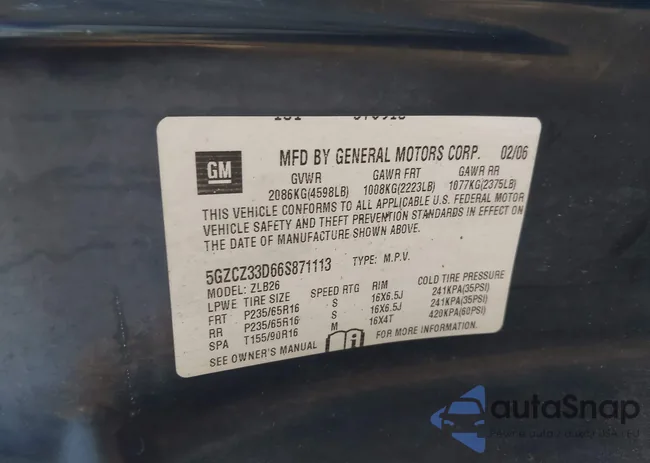 GM
MFD BY GENERAL MOTORS CORP. 02/06
GVWR GAWR FRT GAWR RR
2086KG(4598LB) 1008KG(2223LB) 1077KG(2375LB)
THIS VEHICLE CONFORMS TO ALL APPLICABLE U.S. FEDERAL MOTOR
VEHICLE SAFETY AND THEFT PREVENTION STANDARDS IN EFFECT ON
THE DATE OF MANUFACTURE SHOWN ABOVE.
5GZCZ33D66S871113 TYPE: M.P.V.
MODEL: ZLB26
LPWE TIRE SIZE SPEED RTG RIM COLD TIRE PRESSURE
FRT P235/65R16 S 16X6.5J 241KPA(35PSI)
RR P235/65R16 S 16X6.5J 241KPA(35PSI)
SPA T155/90R16 M 16X4T 420KPA(60PSI)
SEE OWNER'S MANUAL i FOR MORE INFORMATION.
autoSnap